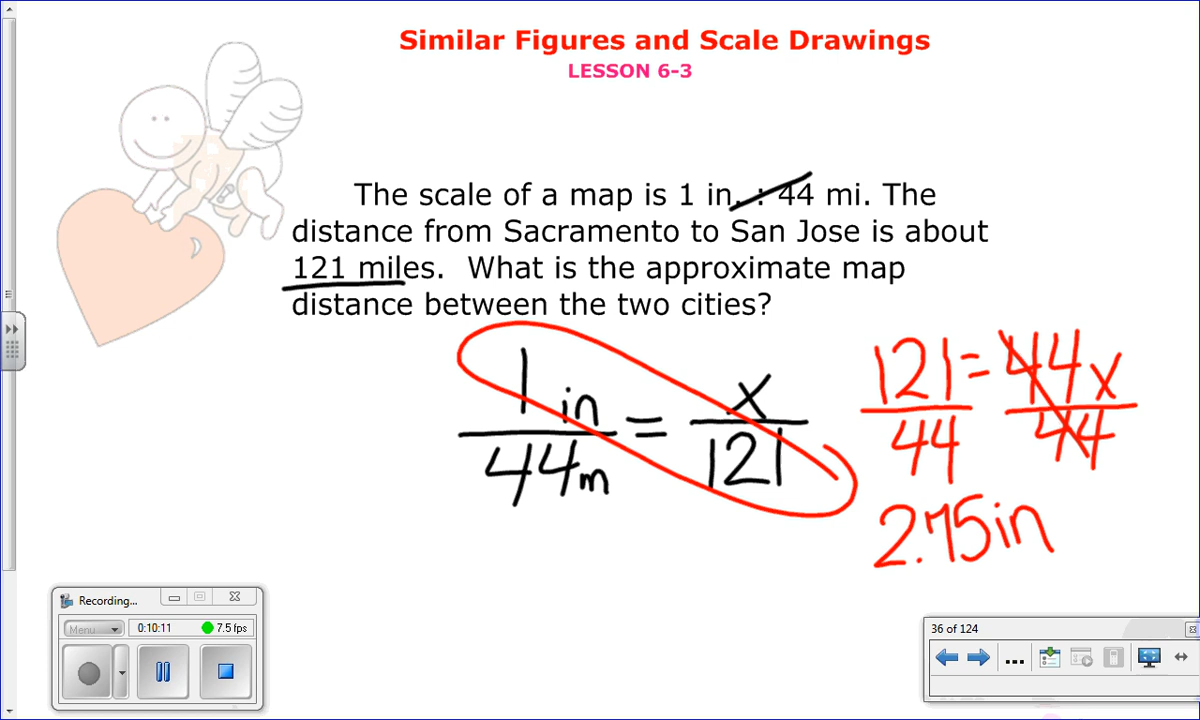 Similar Figures and Scale Drawings
LESSON 6-3
The scale of a map is 1 in. : 44 mi. The
distance from Sacramento to San Jose is about
121 miles. What is the approximate map
distance between the two cities?
1 in = x
44m 121
121 = 44x
44 44
2.75in
Recording...
Menu 0:10:11 7.5 fps
36 of 124
...